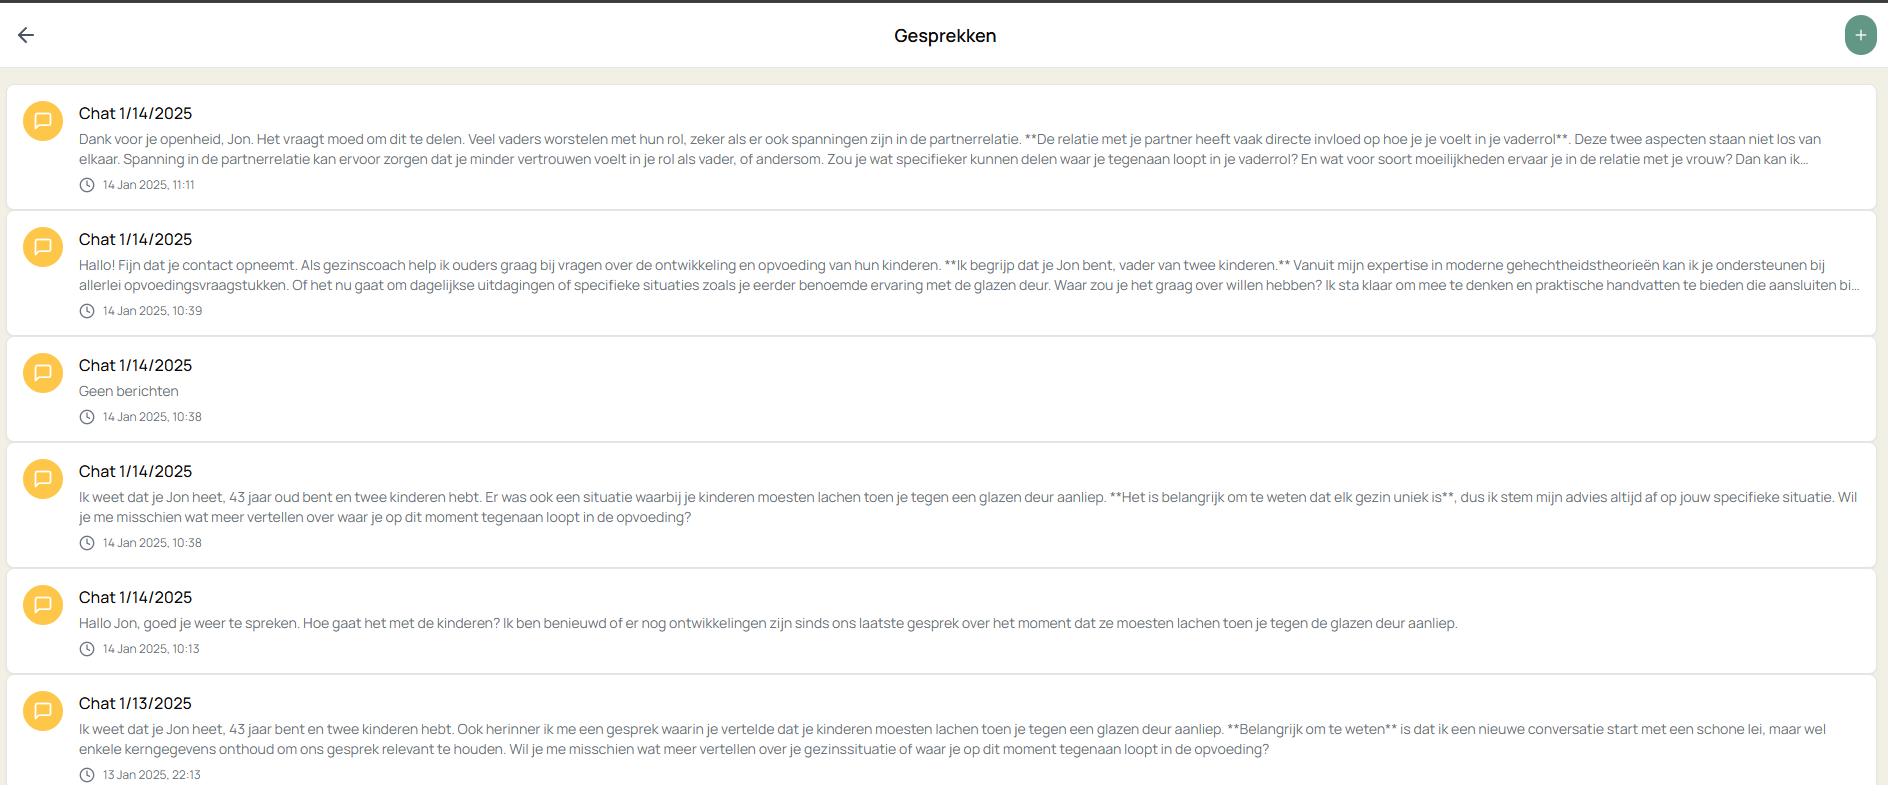 Gesprekken
Chat 1/14/2025
Dank voor je openheid, Jon. Het vraagt moed om dit te delen. Veel vaders worstelen met hun rol, zeker als er ook spanningen zijn in de partnerrelatie. **De relatie met je partner heeft vaak directe invloed op hoe je je voelt in je vaderrol**. Deze twee aspecten staan niet los van
elkaar. Spanning in de partnerrelatie kan ervoor zorgen dat je minder vertrouwen voelt in je rol als vader, of andersom. Zou je wat specifieker kunnen delen waar je tegenaan loopt in je vaderrol? En wat voor soort moeilijkheden ervaar je in de relatie met je vrouw? Dan kan ik...
14 Jan 2025, 11:11
Chat 1/14/2025
Hallo! Fijn dat je contact opneemt. Als gezinscoach help ik ouders graag bij vragen over de ontwikkeling en opvoeding van hun kinderen. **Ik begrijp dat je Jon bent, vader van twee kinderen.** Vanuit mijn expertise in moderne gehechtheidstheorieën kan ik je ondersteunen bij
allerlei opvoedingsvraagstukken. Of het nu gaat om dagelijkse uitdagingen of specifieke situaties zoals je eerder benoemde ervaring met de glazen deur. Waar zou je het graag over willen hebben? Ik sta klaar om mee te denken en praktische handvatten te bieden die aansluiten bi...
14 Jan 2025, 10:39
Chat 1/14/2025
Geen berichten
14 Jan 2025, 10:38
Chat 1/14/2025
Ik weet dat je Jon heet, 43 jaar oud bent en twee kinderen hebt. Er was ook een situatie waarbij je kinderen moesten lachen toen je tegen een glazen deur aanliep. **Het is belangrijk om te weten dat elk gezin uniek is**, dus ik stem mijn advies altijd af op jouw specifieke situatie. Wil
je me misschien wat meer vertellen over waar je op dit moment tegenaan loopt in de opvoeding?
14 Jan 2025, 10:38
Chat 1/14/2025
Hallo Jon, goed je weer te spreken. Hoe gaat het met de kinderen? Ik ben benieuwd of er nog ontwikkelingen zijn sinds ons laatste gesprek over het moment dat ze moesten lachen toen je tegen de glazen deur aanliep.
14 Jan 2025, 10:13
Chat 1/13/2025
Ik weet dat je Jon heet, 43 jaar bent en twee kinderen hebt. Ook herinner ik me een gesprek waarin je vertelde dat je kinderen moesten lachen toen je tegen een glazen deur aanliep. **Belangrijk om te weten** is dat ik een nieuwe conversatie start met een schone lei, maar wel
enkele kerngegevens onthoud om ons gesprek relevant te houden. Wil je me misschien wat meer vertellen over je gezinssituatie of waar je op dit moment tegenaan loopt in de opvoeding?
13 Jan 2025, 22:13